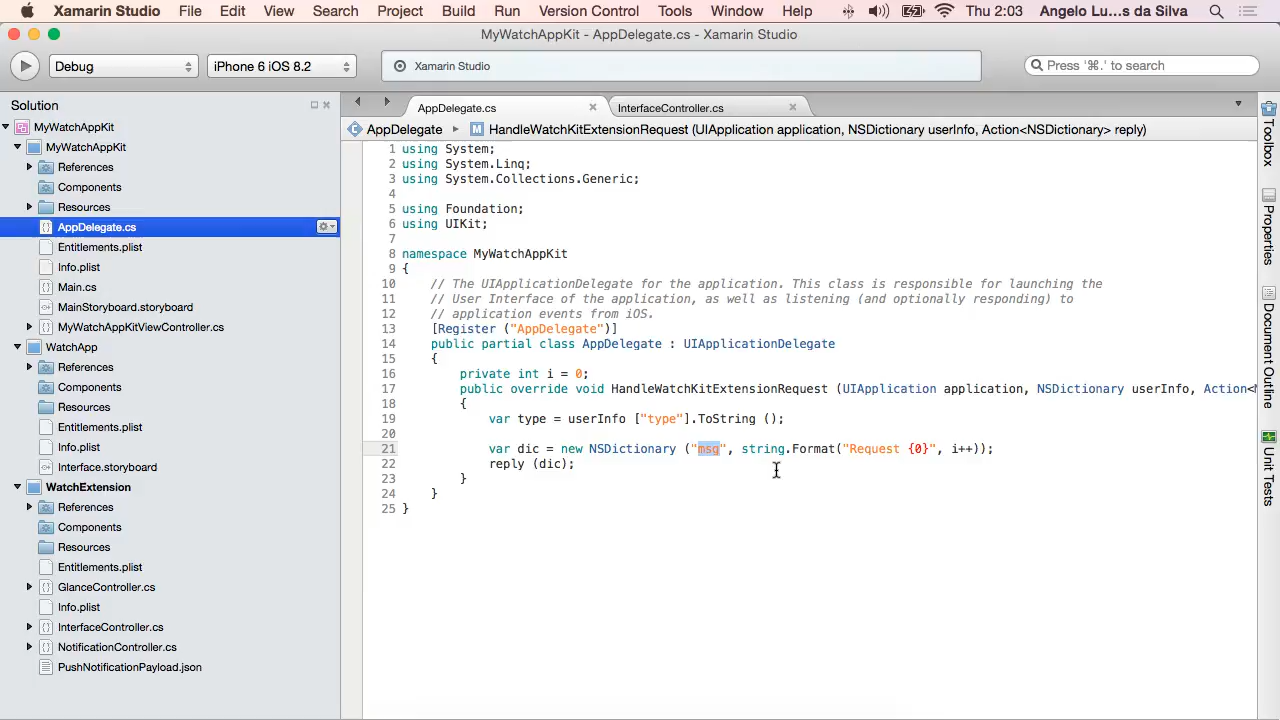 Xamarin Studio File Edit View Search Project Build Run Version Control Tools Window Help Thu 2:03 Angelo Lu...s da Silva
MyWatchAppKit - AppDelegate.cs - Xamarin Studio
Debug iPhone 6 iOS 8.2 Xamarin Studio Press '⌘.' to search
Solution
MyWatchAppKit
MyWatchAppKit
References
Components
Resources
AppDelegate.cs
Entitlements.plist
Info.plist
Main.cs
MainStoryboard.storyboard
MyWatchAppKitViewController.cs
WatchApp
References
Components
Resources
Entitlements.plist
Info.plist
Interface.storyboard
WatchExtension
References
Components
Resources
Entitlements.plist
GlanceController.cs
Info.plist
InterfaceController.cs
NotificationController.cs
PushNotificationPayload.json
AppDelegate.cs InterfaceController.cs
AppDelegate HandleWatchKitExtensionRequest (UIApplication application, NSDictionary userInfo, Action<NSDictionary> reply)
1 using System;
2 using System.Linq;
3 using System.Collections.Generic;
4
5 using Foundation;
6 using UIKit;
7
8 namespace MyWatchAppKit
9 {
10 // The UIApplicationDelegate for the application. This class is responsible for launching the
11 // User Interface of the application, as well as listening (and optionally responding) to
12 // application events from iOS.
13 [Register ("AppDelegate")]
14 public partial class AppDelegate : UIApplicationDelegate
15 {
16 private int i = 0;
17 public override void HandleWatchKitExtensionRequest (UIApplication application, NSDictionary userInfo, Action<N
18 {
19 var type = userInfo ["type"].ToString ();
20
21 var dic = new NSDictionary ("msg", string.Format("Request {0}", i++));
22 reply (dic);
23 }
24 }
25 }
Toolbox
Properties
Document Outline
Unit Tests